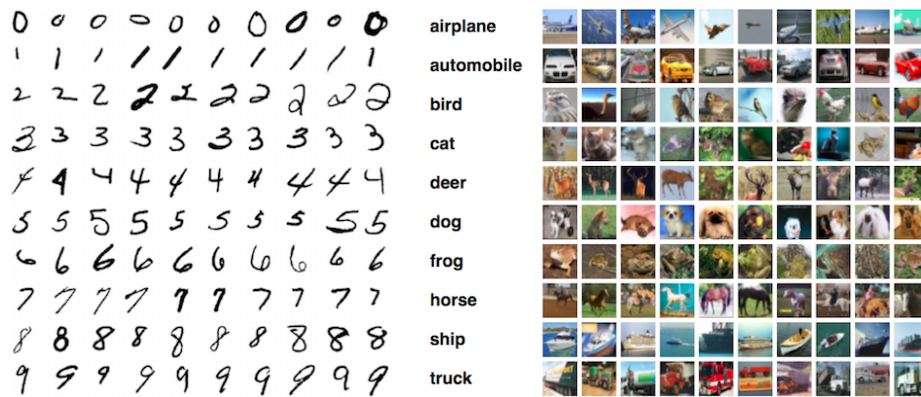 0 0 0 0 0 0 0 0 0 0 airplane
1 1 1 1 1 1 1 1 1 1 automobile
2 2 2 2 2 2 2 2 2 2 bird
3 3 3 3 3 3 3 3 3 3 cat
4 4 4 4 4 4 4 4 4 4 deer
5 5 5 5 5 5 5 5 5 5 dog
6 6 6 6 6 6 6 6 6 6 frog
7 7 7 7 7 7 7 7 7 7 horse
8 8 8 8 8 8 8 8 8 8 ship
9 9 9 9 9 9 9 9 9 9 truck